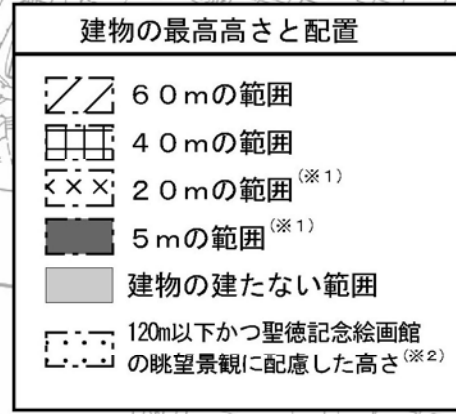 建物の最高高さと配置
60mの範囲
40mの範囲
20mの範囲(※1)
5mの範囲(※1)
建物の建たない範囲
120m以下かつ聖徳記念絵画館
の眺望景観に配慮した高さ(※2)